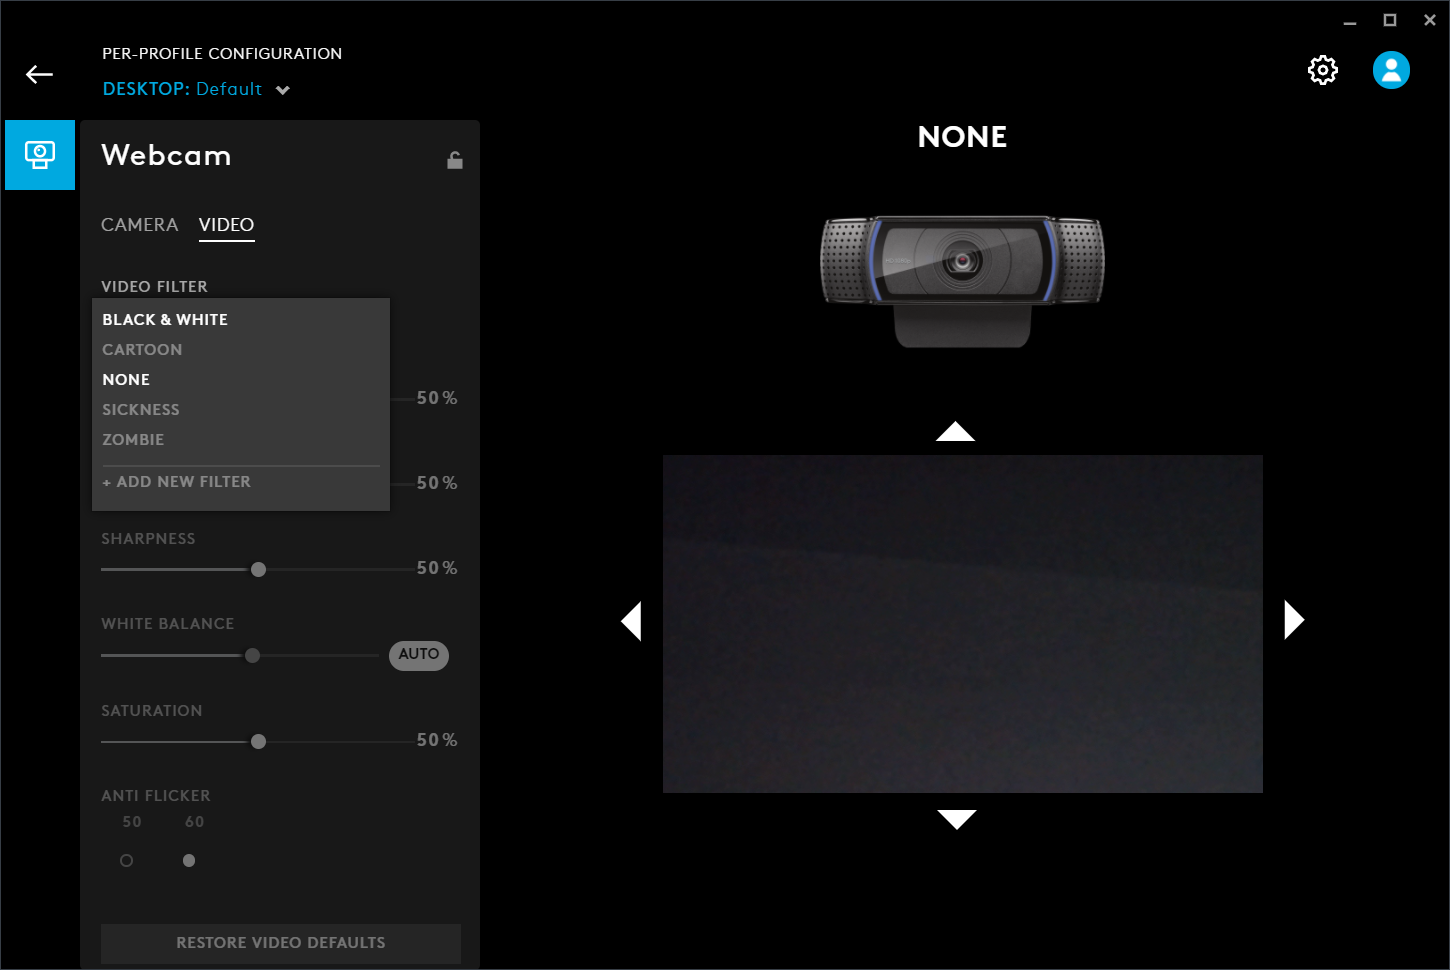 PER-PROFILE CONFIGURATION
DESKTOP: Default
Webcam
CAMERA VIDEO
VIDEO FILTER
BLACK & WHITE
CARTOON
NONE
SICKNESS
ZOMBIE
+ ADD NEW FILTER
50 %
50 %
SHARPNESS
50 %
WHITE BALANCE
AUTO
SATURATION
50 %
ANTI FLICKER
50 60
RESTORE VIDEO DEFAULTS
NONE